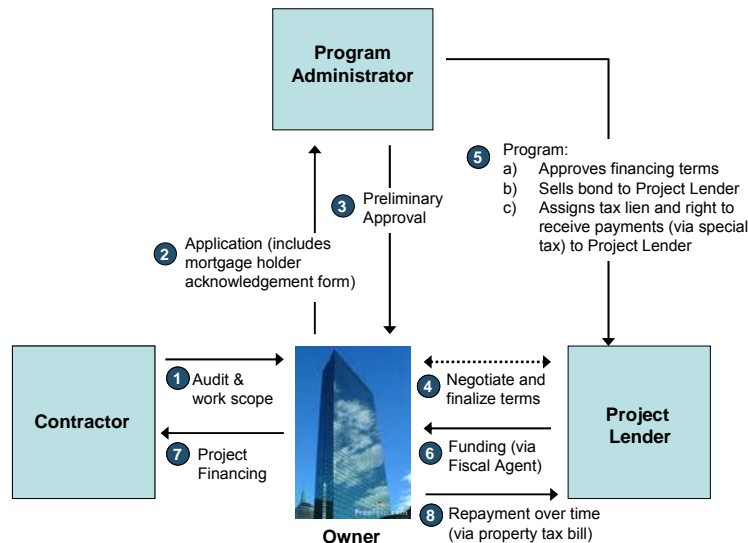 Program
Administrator
5 Program:
a) Approves financing terms
b) Sells bond to Project Lender
c) Assigns tax lien and right to
receive payments (via special
tax) to Project Lender
3 Preliminary
Approval
2 Application (includes
mortgage holder
acknowledgement form)
Contractor
1 Audit &
work scope
7 Project
Financing
Owner
4 Negotiate and
finalize terms
6 Funding (via
Fiscal Agent)
8 Repayment over time
(via property tax bill)
Project
Lender